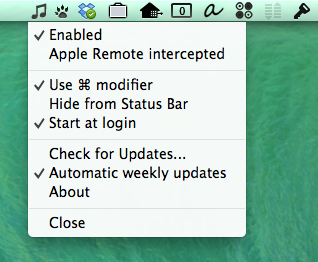 0
a
Enabled
Apple Remote intercepted
Use ⌘ modifier
Hide from Status Bar
Start at login
Check for Updates...
Automatic weekly updates
About
Close